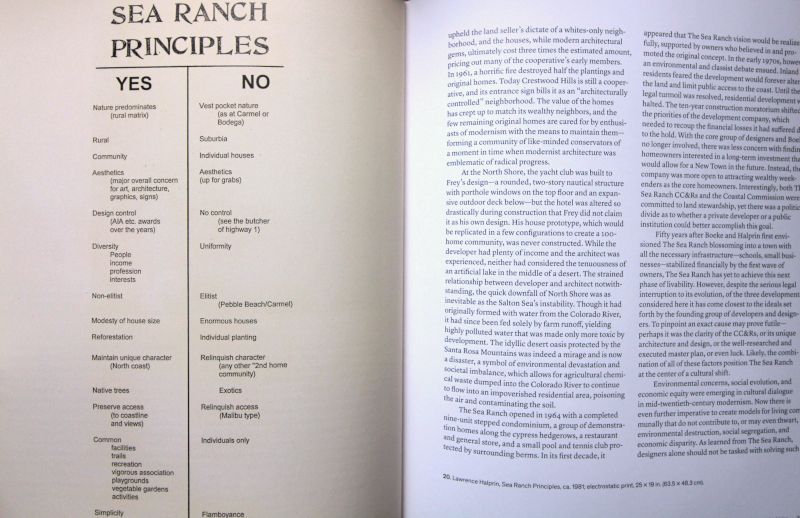 SEA RANCH
PRINCIPLES
YES
NO
Nature predominates
(rural matrix)
Vest pocket nature
(as at Carmel or
Bodega)
Rural
Suburbia
Community
Individual houses
Aesthetics
(major overall concern
for art, architecture,
graphics, signs)
Aesthetics
(up for grabs)
Design control
(AIA etc. awards
over the years)
No control
(see the butcher
of highway 1)
Diversity
People
income
profession
interests
Uniformity
Non-elitist
Elitist
(Pebble Beach/Carmel)
Modesty of house size
Enormous houses
Reforestation
Individual planting
Maintain unique character
(North coast)
Relinquish character
(any other "2nd home
community)
Native trees
Exotics
Preserve access
(to coastline
and views)
Relinquish access
(Malibu type)
Common
facilities
trails
recreation
vigorous association
playgrounds
vegetable gardens
activities
Individuals only
Simplicity
Flamboyance
upheld the land seller's dictate of a whites-only neigh-
borhood, and the houses, while modern architectural
gems, ultimately cost three times the estimated amount,
pricing out many of the cooperative's early members.
In 1961, a horrific fire destroyed half the plantings and
original homes. Today Crestwood Hills is still a cooper-
ative, and its entrance sign bills it as an "architecturally
controlled" neighborhood. The value of the homes
has crept up to match its wealthy neighbors, and the
few remaining original homes are cared for by enthusi-
asts of modernism with the means to maintain them—
forming a community of like-minded conservators of
a moment in time when modernist architecture was
emblematic of radical progress.
At the North Shore, the yacht club was built to
Frey's design—a rounded, two-story nautical structure
with porthole windows on the top floor and an expan-
sive outdoor deck below—but the hotel was altered so
drastically during construction that Frey did not claim
it as his own design. His house prototype, which would
be replicated in a few configurations to create a 100-
home community, was never constructed. While the
developer had plenty of income and the architect was
experienced, neither had considered the tenuousness of
an artificial lake in the middle of a desert. The strained
relationship between developer and architect notwith-
standing, the quick downfall of North Shore was as
inevitable as the Salton Sea's instability. Though it had
originally formed with water from the Colorado River,
it had since been fed solely by farm runoff, yielding
highly polluted water that was made only more toxic by
development. The idyllic desert oasis protected by the
Santa Rosa Mountains was indeed a mirage and is now
a disaster, a symbol of environmental devastation and
societal imbalance, which allows for agricultural chemi-
cal waste dumped into the Colorado River to continue
to flow into an impoverished residential area, poisoning
the air and contaminating the soil.
The Sea Ranch opened in 1964 with a completed
nine-unit stepped condominium, a group of demonstra-
tion homes along the cypress hedgerows, a restaurant
and general store, and a small pool and tennis club pro-
tected by surrounding berms. In its first decade, it
appeared that The Sea Ranch vision would be realize
fully, supported by owners who believed in and pro-
moted the original concept. In the early 1970s, howe
an environmental and classist debate ensued. Inland
residents feared the development would forever alter
the land and limit public access to the coast. Until the
legal turmoil was resolved, residential development w
halted. The ten-year construction moratorium shifted
the priorities of the development company, which
needed to recoup the financial losses it had suffered d
to the hold. With the core group of designers and Boe
no longer involved, there was less concern with findin
homeowners interested in a long-term investment tha
would allow for a New Town in the future. Instead, the
company was more open to attracting wealthy week-
enders as the core homeowners. Interestingly, both T
Sea Ranch CC&Rs and the Coastal Commission were
committed to land stewardship, yet there was a politic
divide as to whether a private developer or a public
institution could better accomplish this goal.
Fifty years after Boeke and Halprin first envi-
sioned The Sea Ranch blossoming into a town with
all the necessary infrastructure—schools, small busi-
nesses—stabilized financially by the first wave of
owners, The Sea Ranch has yet to achieve this next
phase of livability. However, despite the serious legal
interruption to its evolution, of the three development
considered here it has come closest to the ideals set
forth by the founding group of developers and design-
ers. To pinpoint an exact cause may prove futile—
perhaps it was the clarity of the CC&Rs, or its unique
architecture and design, or the well-researched and
executed master plan, or even luck. Likely, the combi-
nation of all of these factors position The Sea Ranch
at the center of a cultural shift.
Environmental concerns, social evolution, and
economic equity were emerging in cultural dialogue
in mid-twentieth-century modernism. Now there is
even further imperative to create models for living com
munally that do not contribute to, or may even thwart,
environmental destruction, social segregation, and
economic disparity. As learned from The Sea Ranch,
designers alone should not be tasked with solving such
20. Lawrence Halprin, Sea Ranch Principles, ca. 1981; electrostatic print, 25 × 19 in. (63.5 × 48.3 cm).